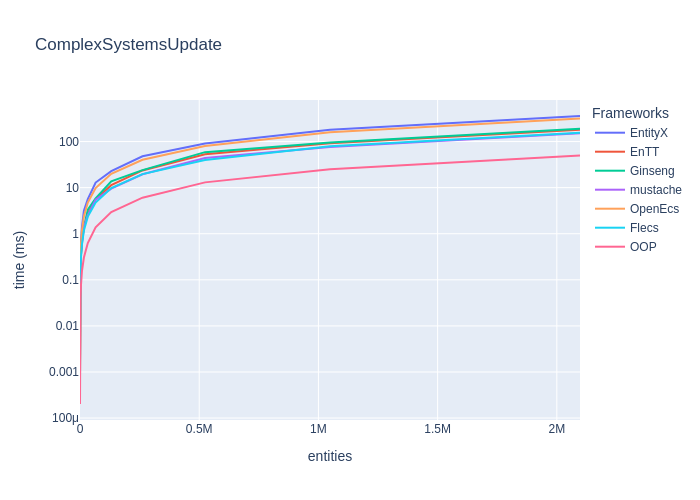 ComplexSystemsUpdate
Frameworks
EntityX
EnTT
Ginseng
mustache
OpenEcs
Flecs
OOP
time (ms)
100
10
1
0.1
0.01
0.001
100μ
0
0.5M
1M
1.5M
2M
entities